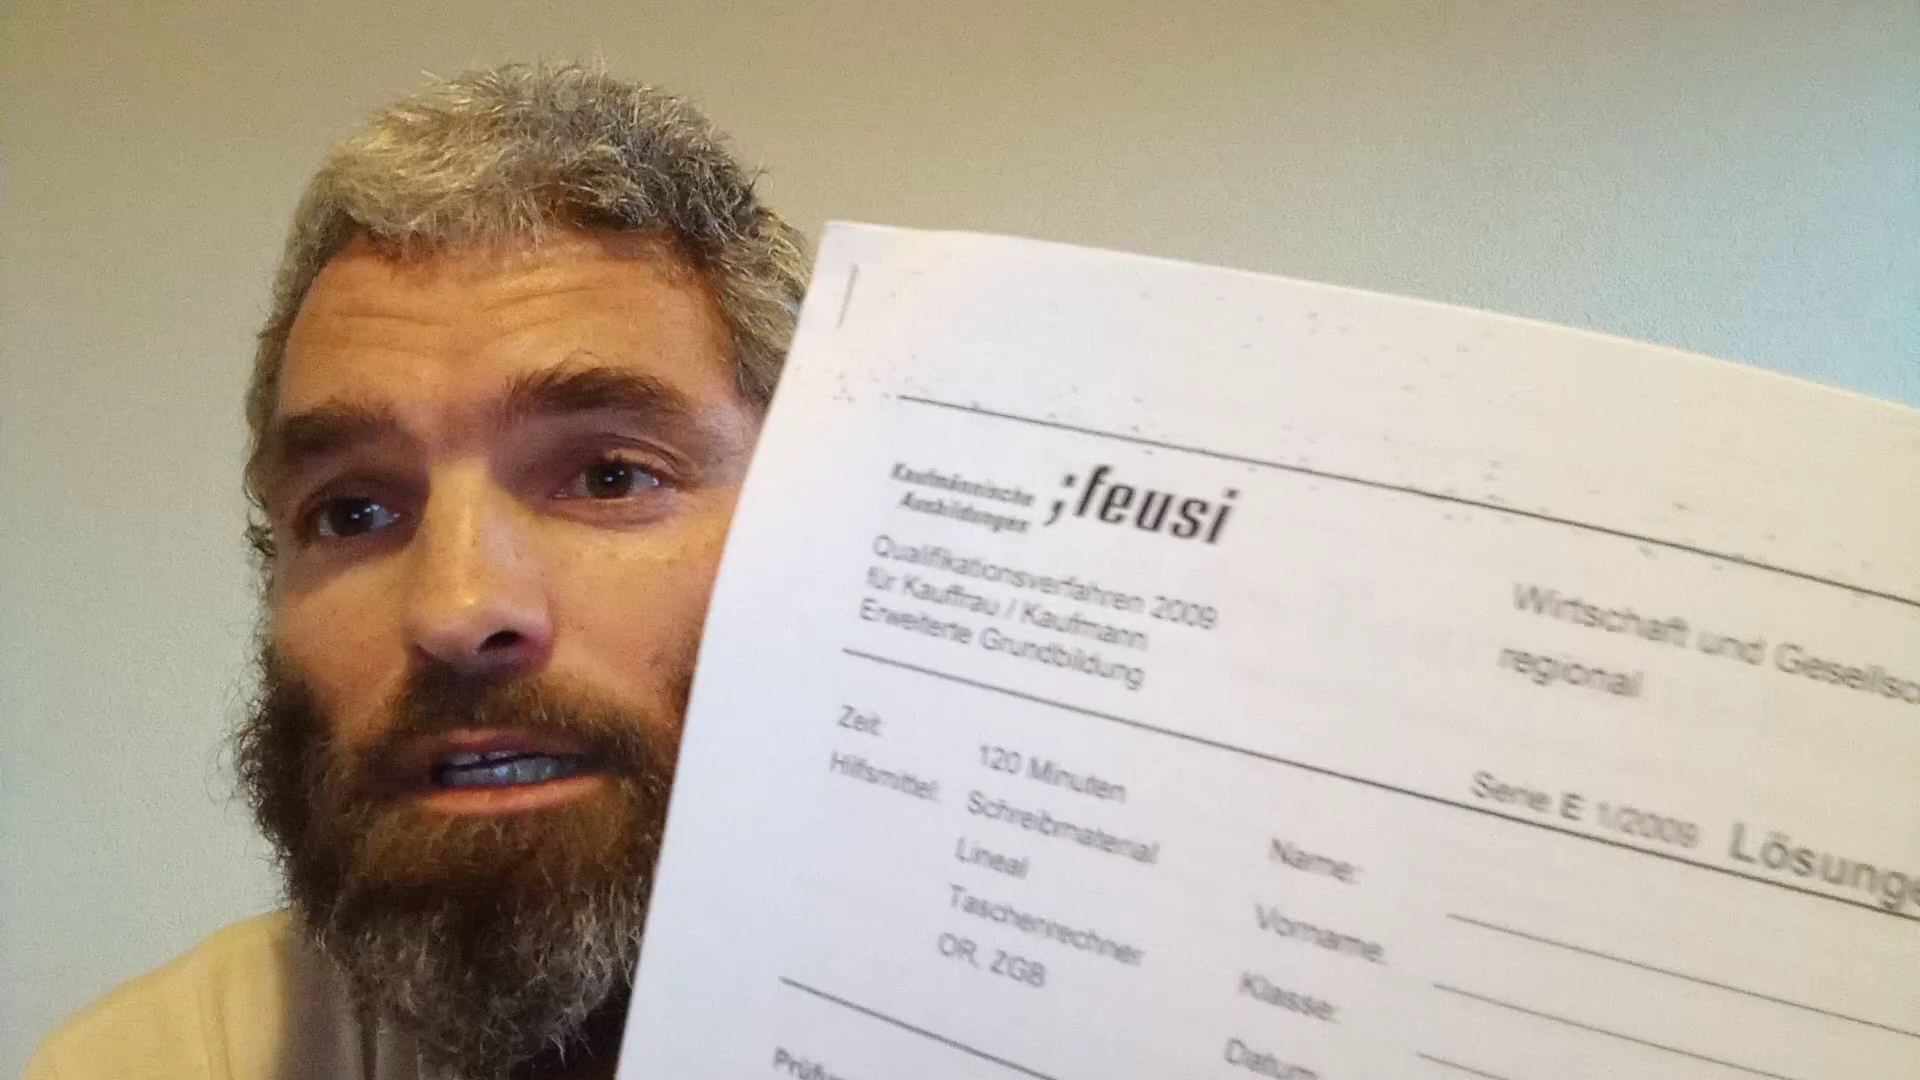 Kaufmännische
Ausbildungen
;feusi
Qualifikationsverfahren 2009
für Kauffrau / Kaufmann
Erweiterte Grundbildung
Wirtschaft und Gesellsc
regional
Serie E 1/2009 Lösunge
Zeit: 120 Minuten
Hilfsmittel: Schreibmaterial
Lineal
Taschenrechner
OR, ZGB
Name:
Vorname:
Klasse:
Datum